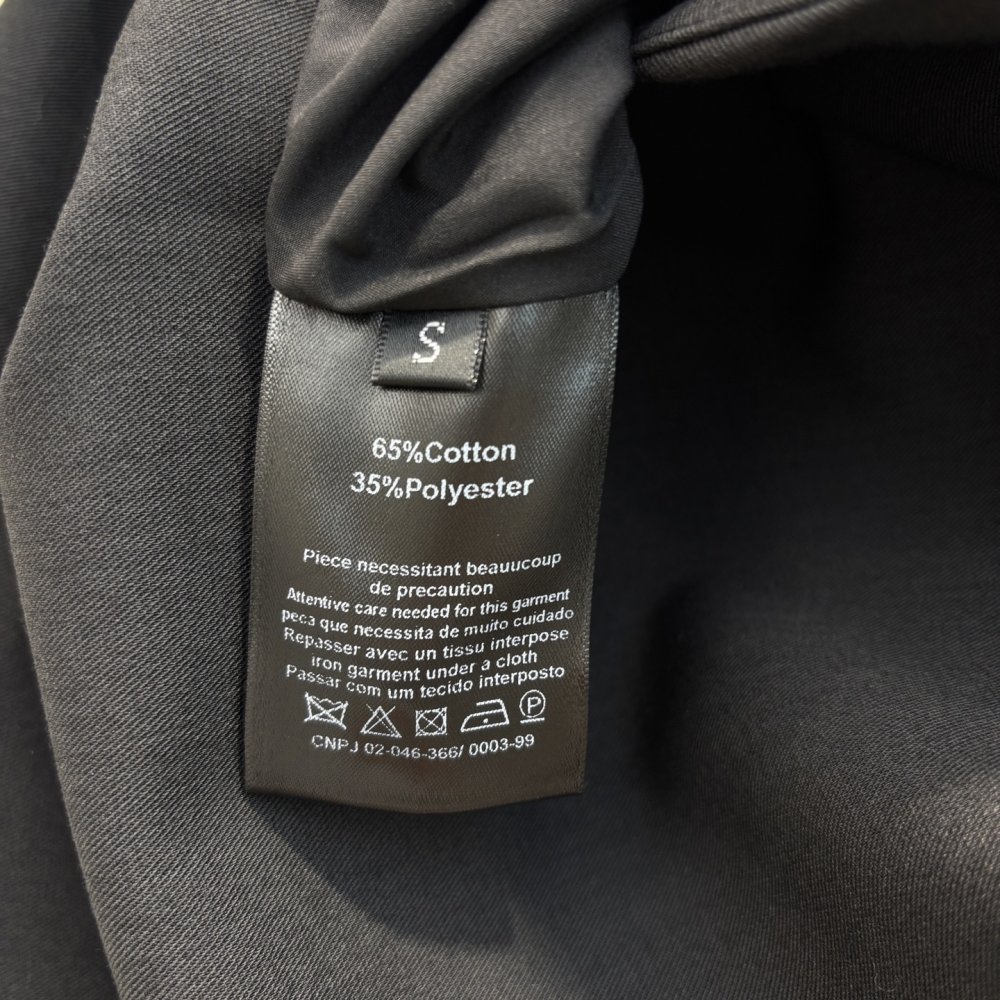 S
65%Cotton
35%Polyester
Piece necessitant beauucoup
de precaution
Attentive care needed for this garment
peca que necessita de muito cuidado
Repasser avec un tissu interpose
iron garment under a cloth
Passar com um tecido interposto
P
CNPJ 02-046-366/ 0003-99